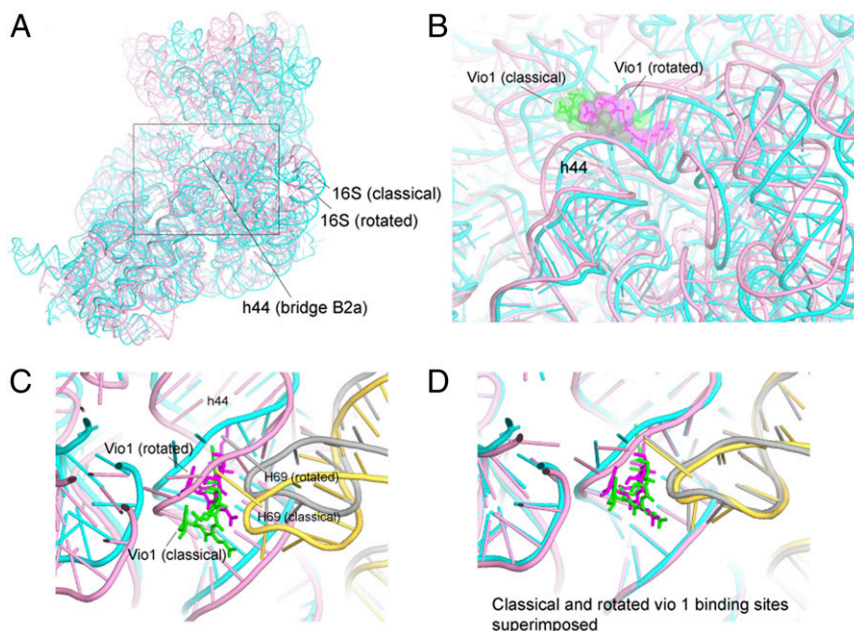 A
16S (classical)
16S (rotated)
h44 (bridge B2a)
B
Vio1 (classical)
Vio1 (rotated)
h44
C
h44
Vio1 (rotated)
H69 (rotated)
H69 (classical)
Vio1 (classical)
D
Classical and rotated vio 1 binding sites
superimposed